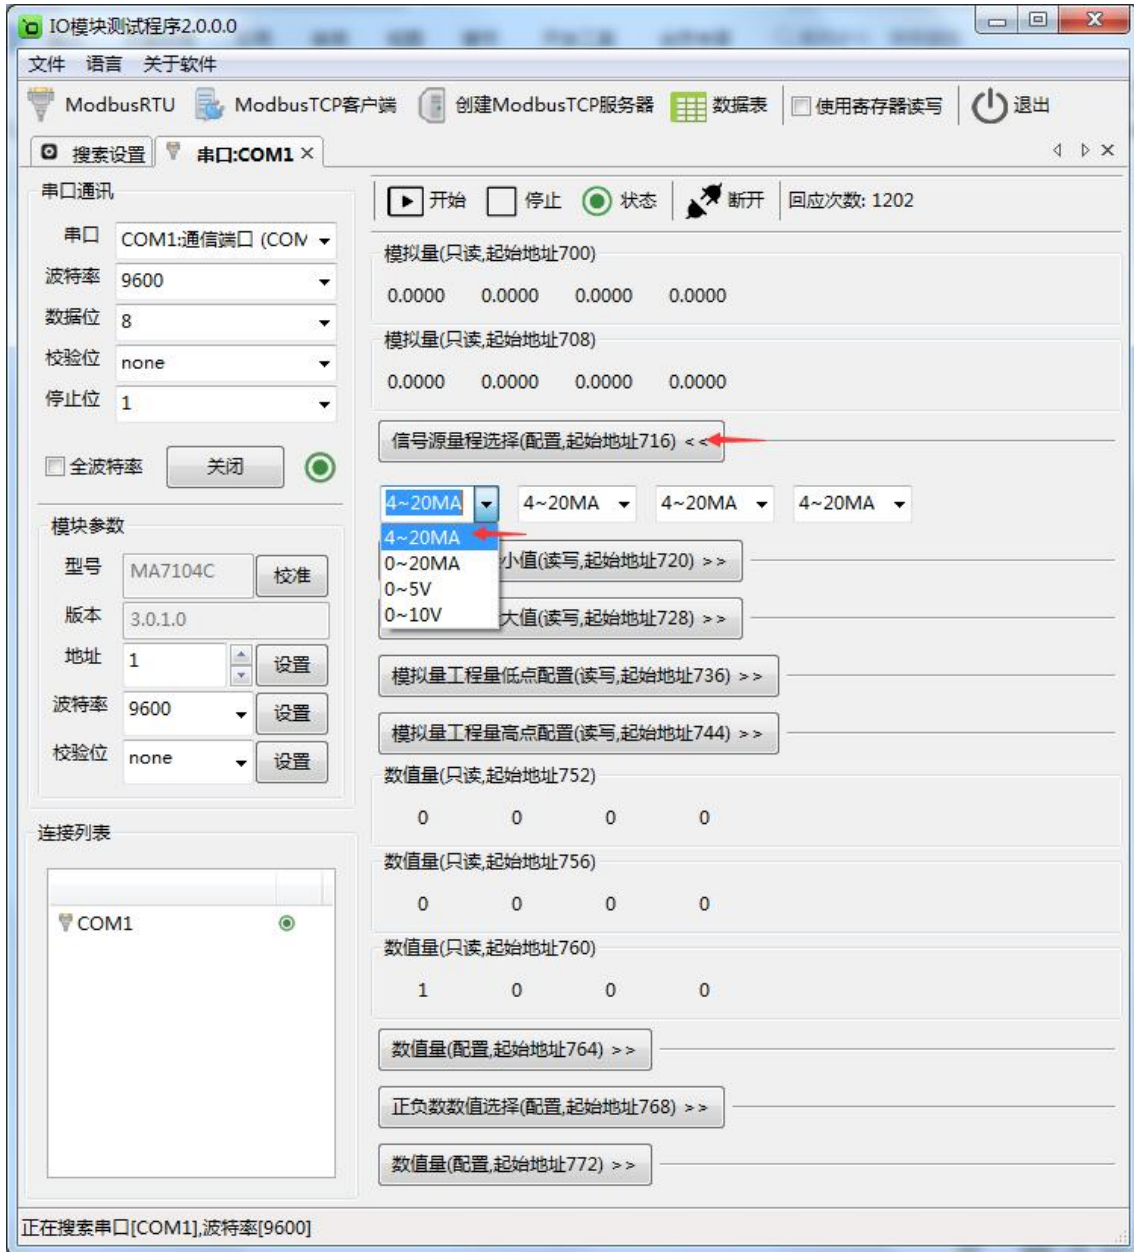 IO模块测试程序2.0.0.0
文件 语言 关于软件
ModbusRTU ModbusTCP客户端 创建ModbusTCP服务器 数据表 使用寄存器读写 退出
搜索设置 串口:COM1
串口通讯
串口 COM1:通信端口 (COM
波特率 9600
数据位 8
校验位 none
停止位 1
全波特率 关闭
模块参数
型号 MA7104C 校准
版本 3.0.1.0
地址 1 设置
波特率 9600 设置
校验位 none 设置
连接列表
COM1
开始 停止 状态 断开 回应次数: 1202
模拟量(只读,起始地址700)
0.0000 0.0000 0.0000 0.0000
模拟量(只读,起始地址708)
0.0000 0.0000 0.0000 0.0000
信号源量程选择(配置,起始地址716) <<
4~20MA 4~20MA 4~20MA 4~20MA
4~20MA
0~20MA
0~5V
0~10V
小值(读写,起始地址720) >>
大值(读写,起始地址728) >>
模拟量工程量低点配置(读写,起始地址736) >>
模拟量工程量高点配置(读写,起始地址744) >>
数值量(只读,起始地址752)
0 0 0 0
数值量(只读,起始地址756)
0 0 0 0
数值量(只读,起始地址760)
1 0 0 0
数值量(配置,起始地址764) >>
正负数数值选择(配置,起始地址768) >>
数值量(配置,起始地址772) >>
正在搜索串口[COM1],波特率[9600]